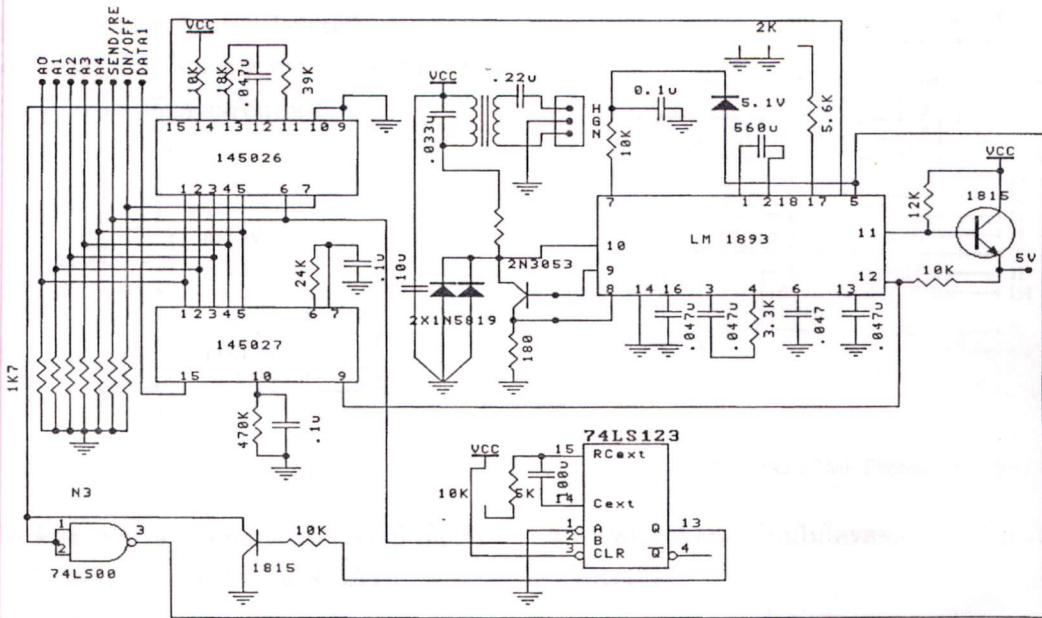 A0
A1
A2
A3
A4
SEND/RE
ON/OFF
DATA1
VCC
10K
18K
.047u
39K
15 14 13 12 11 10 9
145026
1 2 3 4 5 6 7
24K
.1u
1 2 3 4 5 6 7
145027
15 10 9
470K
.1u
1K7
VCC
.033u
.22u
H
G
N
10u
2X1N5819
2N3053
180
10K
0.1u
5.1V
560u
2K
5.6K
7 1 2 18 17 5
LM 1893
10
9
8
11
12
14 16 3 4 6 13
.047u
.047u
3.3K
.047
.047u
VCC
12K
1815
5V
10K
74LS123
VCC
10K
5K
100u
15 RCext
14 Cext
1 A Q 13
2 B
3 CLR Q 4
N3
1
2
3
74LS00
1815
10K